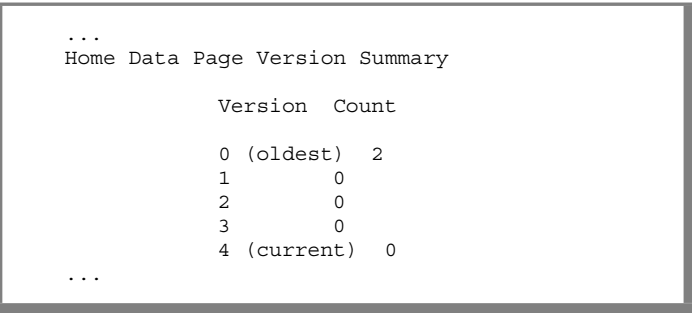 ...
Home Data Page Version Summary
Version Count
0 (oldest) 2
1 0
2 0
3 0
4 (current) 0
...